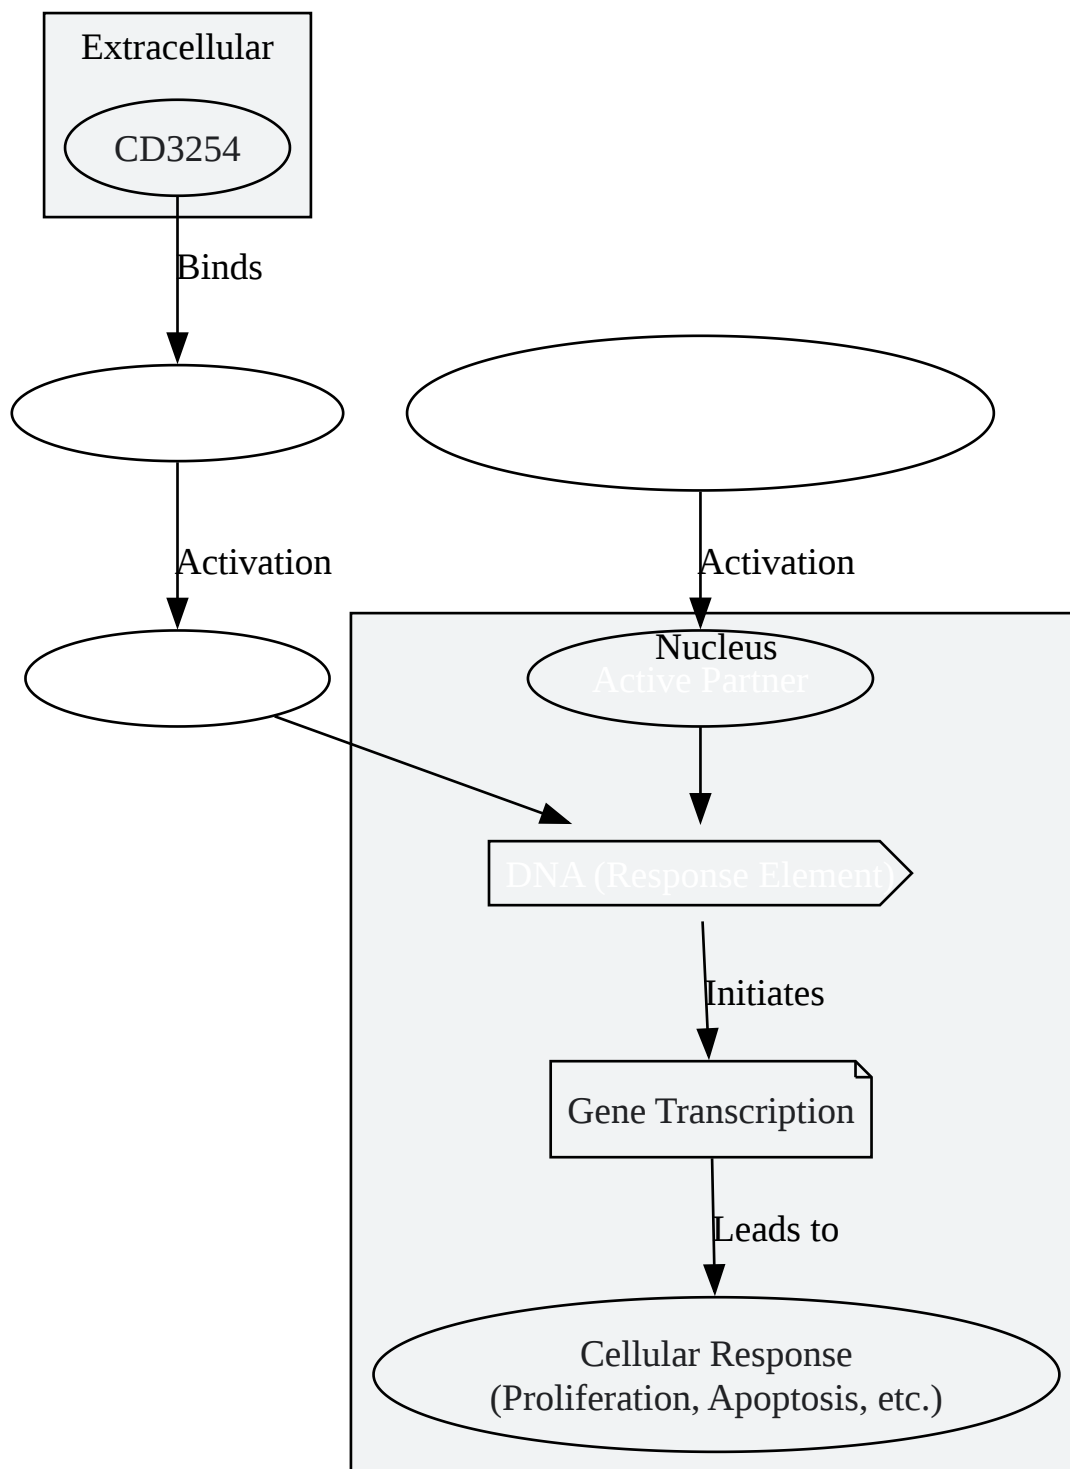 Extracellular
CD3254
Binds
Activation
Activation
Nucleus
Active Partner
DNA (Response Element)
Initiates
Gene Transcription
Leads to
Cellular Response
(Proliferation, Apoptosis, etc.)